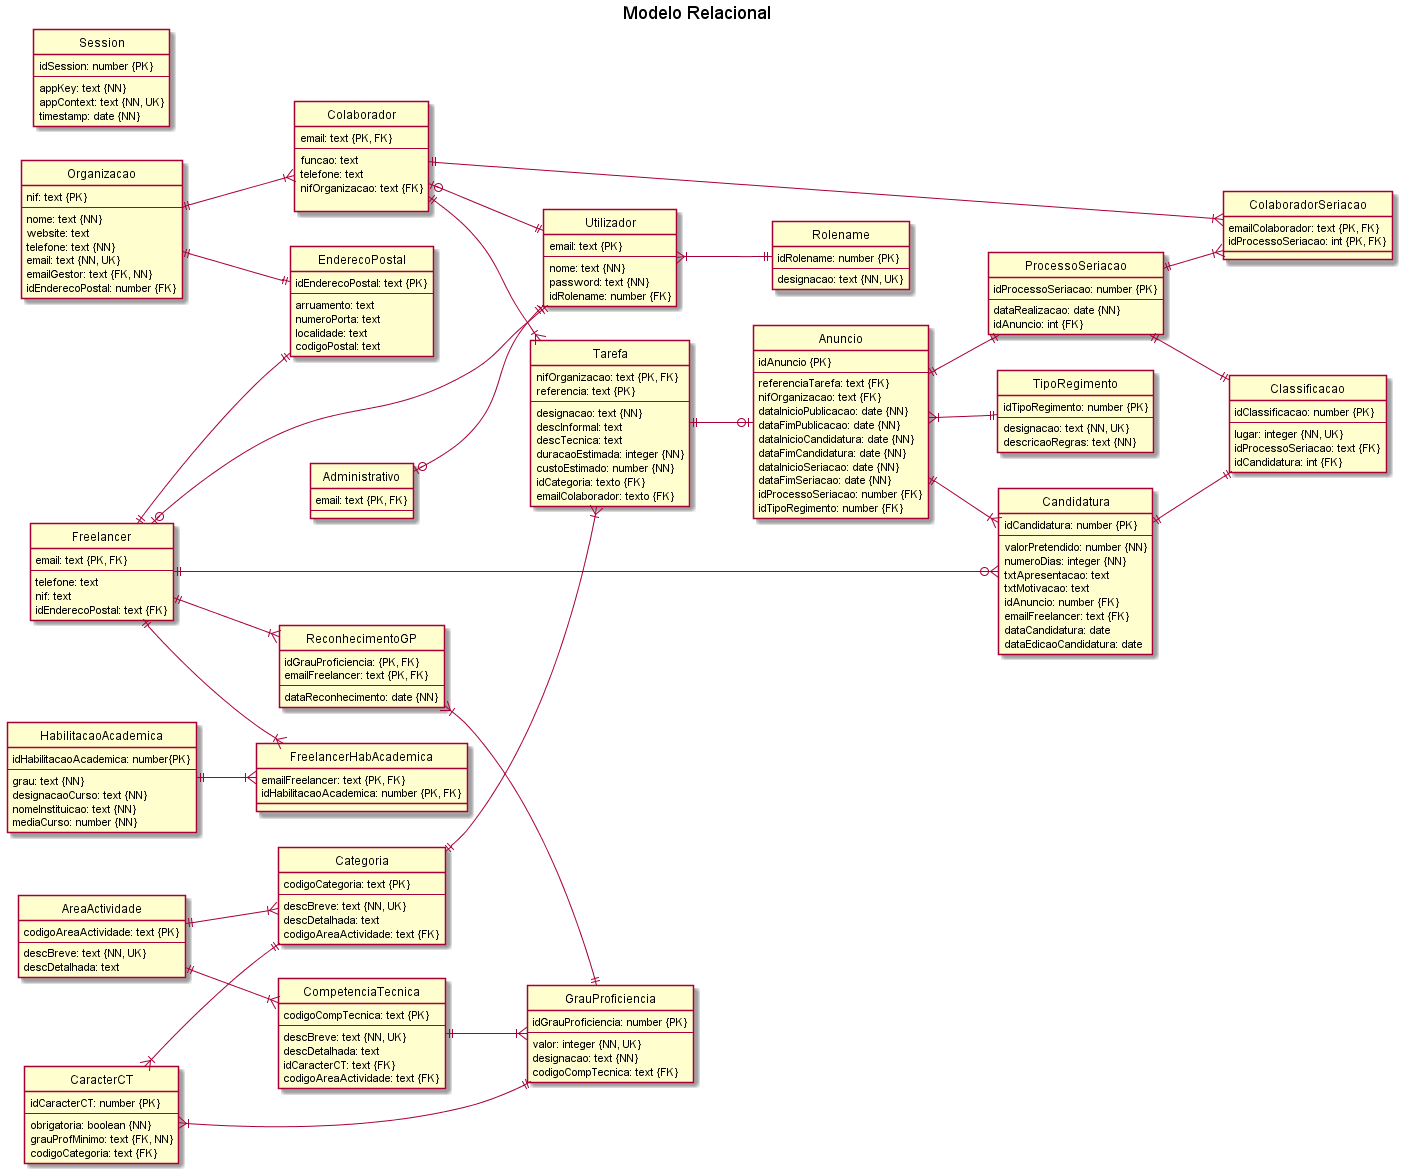 Modelo Relacional
Session
idSession: number {PK}
appKey: text {NN}
appContext: text {NN, UK}
timestamp: date {NN}
Organizacao
nif: text {PK}
nome: text {NN}
website: text
telefone: text {NN}
email: text {NN, UK}
emailGestor: text {FK, NN}
idEnderecoPostal: number {FK}
Colaborador
email: text {PK, FK}
funcao: text
telefone: text
nifOrganizacao: text {FK}
EnderecoPostal
idEnderecoPostal: text {PK}
arruamento: text
numeroPorta: text
localidade: text
codigoPostal: text
Utilizador
email: text {PK}
nome: text {NN}
password: text {NN}
idRolename: number {FK}
Rolename
idRolename: number {PK}
designacao: text {NN, UK}
ColaboradorSeriacao
emailColaborador: text {PK, FK}
idProcessoSeriacao: int {PK, FK}
ProcessoSeriacao
idProcessoSeriacao: number {PK}
dataRealizacao: date {NN}
idAnuncio: int {FK}
Tarefa
nifOrganizacao: text {PK, FK}
referencia: text {PK}
designacao: text {NN}
descInformal: text
descTecnica: text
duracaoEstimada: integer {NN}
custoEstimado: number {NN}
idCategoria: texto {FK}
emailColaborador: texto {FK}
Anuncio
idAnuncio {PK}
referenciaTarefa: text {FK}
nifOrganizacao: text {FK}
dataInicioPublicacao: date {NN}
dataFimPublicacao: date {NN}
dataInicioCandidatura: date {NN}
dataFimCandidatura: date {NN}
dataInicioSeriacao: date {NN}
dataFimSeriacao: date {NN}
idProcessoSeriacao: number {FK}
idTipoRegimento: number {FK}
TipoRegimento
idTipoRegimento: number {PK}
designacao: text {NN, UK}
descricaoRegras: text {NN}
Classificacao
idClassificacao: number {PK}
lugar: integer {NN, UK}
idProcessoSeriacao: text {FK}
idCandidatura: int {FK}
Administrativo
email: text {PK, FK}
Candidatura
idCandidatura: number {PK}
valorPretendido: number {NN}
numeroDias: integer {NN}
txtApresentacao: text
txtMotivacao: text
idAnuncio: number {FK}
emailFreelancer: text {FK}
dataCandidatura: date
dataEdicaoCandidatura: date
Freelancer
email: text {PK, FK}
telefone: text
nif: text
idEnderecoPostal: text {FK}
ReconhecimentoGP
idGrauProficiencia: {PK, FK}
emailFreelancer: text {PK, FK}
dataReconhecimento: date {NN}
HabilitacaoAcademica
idHabilitacaoAcademica: number{PK}
grau: text {NN}
designacaoCurso: text {NN}
nomeInstituicao: text {NN}
mediaCurso: number {NN}
FreelancerHabAcademica
emailFreelancer: text {PK, FK}
idHabilitacaoAcademica: number {PK, FK}
Categoria
codigoCategoria: text {PK}
descBreve: text {NN, UK}
descDetalhada: text
codigoAreaActividade: text {FK}
AreaActividade
codigoAreaActividade: text {PK}
descBreve: text {NN, UK}
descDetalhada: text
CompetenciaTecnica
codigoCompTecnica: text {PK}
descBreve: text {NN, UK}
descDetalhada: text
idCaracterCT: text {FK}
codigoAreaActividade: text {FK}
GrauProficiencia
idGrauProficiencia: number {PK}
valor: integer {NN, UK}
designacao: text {NN}
codigoCompTecnica: text {FK}
CaracterCT
idCaracterCT: number {PK}
obrigatoria: boolean {NN}
grauProfMinimo: text {FK, NN}
codigoCategoria: text {FK}